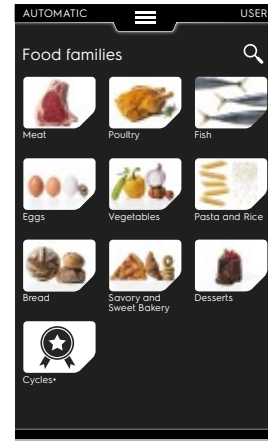 AUTOMATIC USER
Food families
Meat Poultry Fish
Eggs Vegetables Pasta and Rice
Bread Savory and Sweet Bakery Desserts
Cycles+